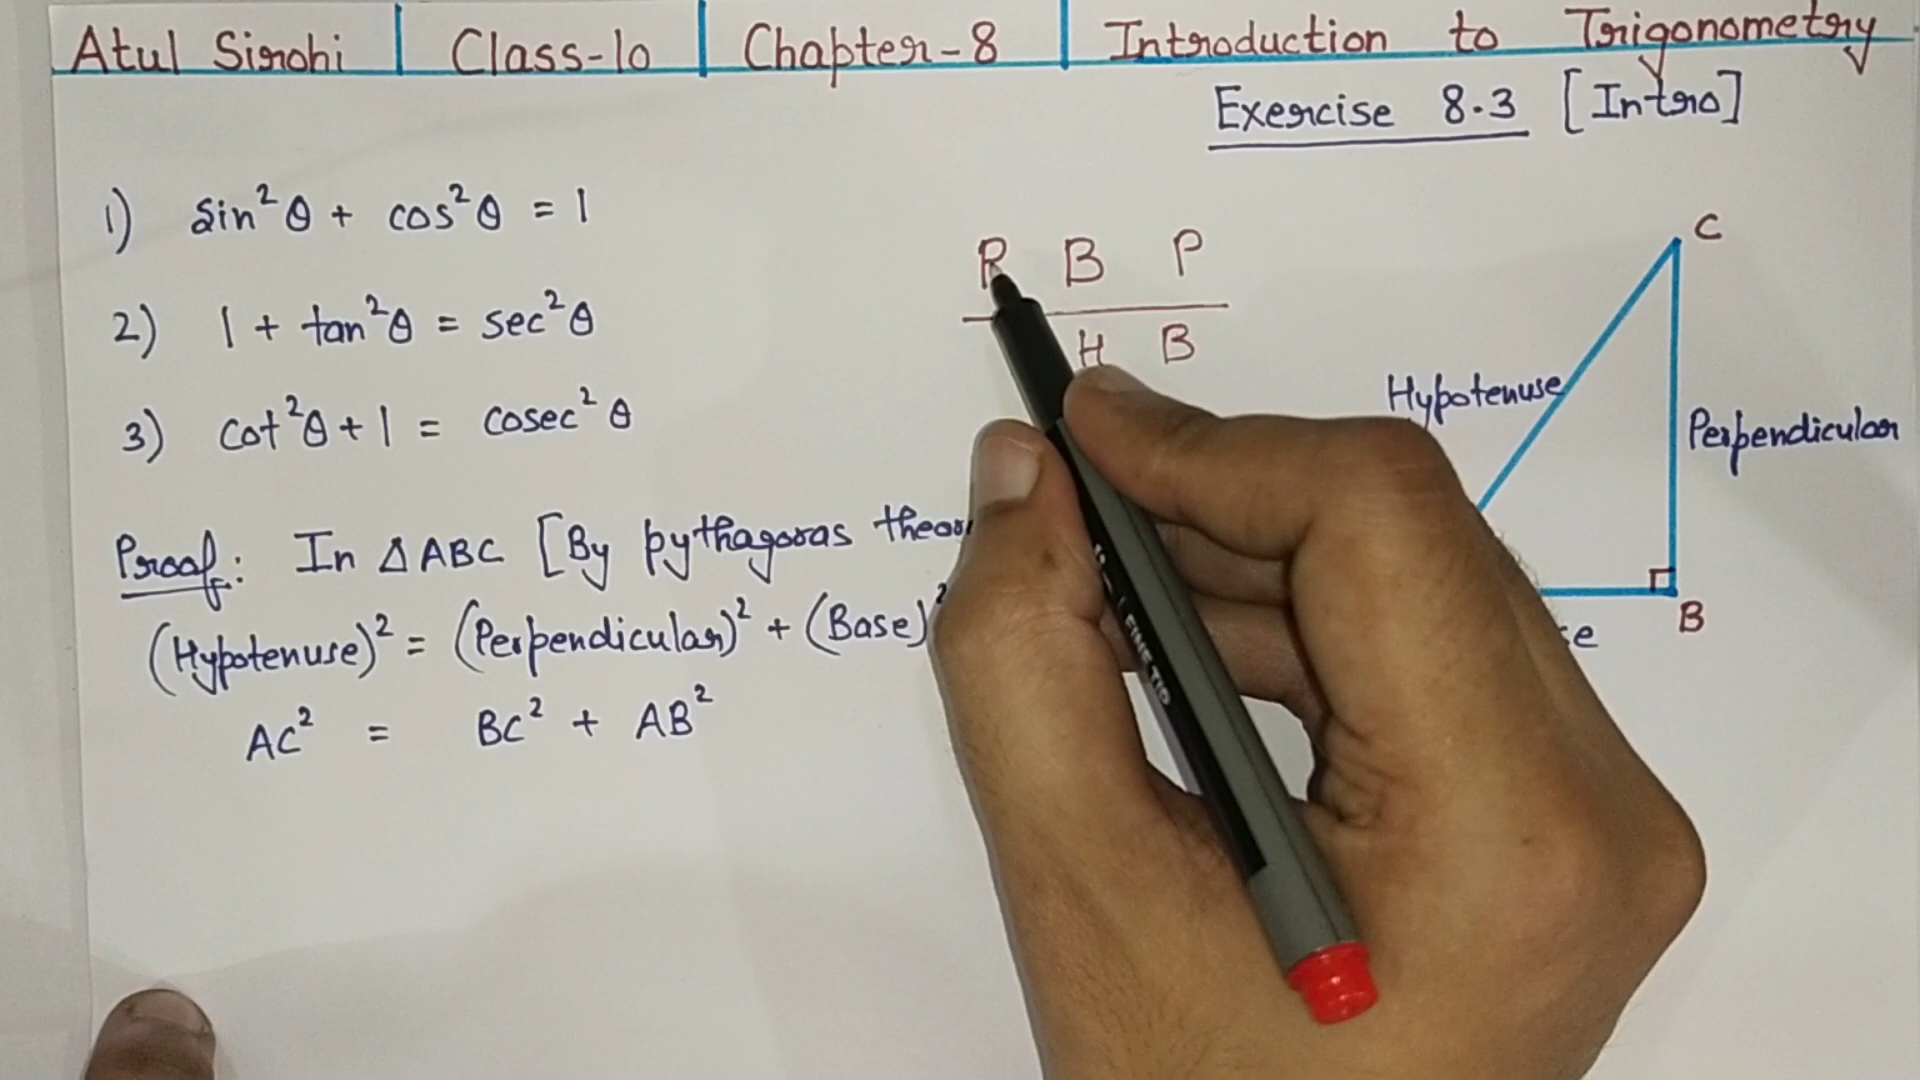 Atul Sirohi | Class-10 | Chapter-8 | Introduction to Trigonometry
Exercise 8.3 [Intro]
1) sin²θ + cos²θ = 1
2) 1 + tan²θ = sec²θ
3) cot²θ + 1 = cosec²θ
P B P
H B
C
Hypotenuse
Perpendicular
B
Proof: In Δ ABC [By pythagoras
(Hypotenuse)² = (Perpendicular)² + (Base)²
AC² = BC² + AB²